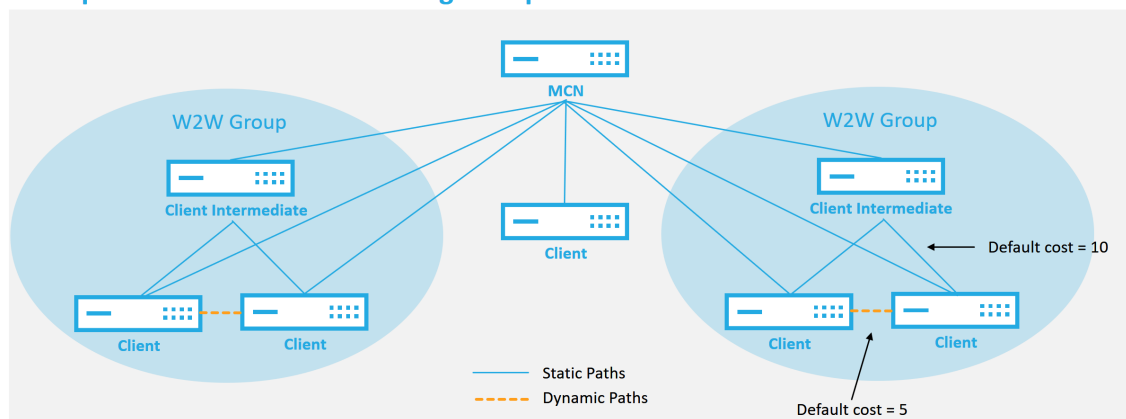 MCN
W2W Group
W2W Group
Client Intermediate
Client Intermediate
Client
Default cost = 10
Client
Client
Client
Client
Static Paths
Dynamic Paths
Default cost = 5